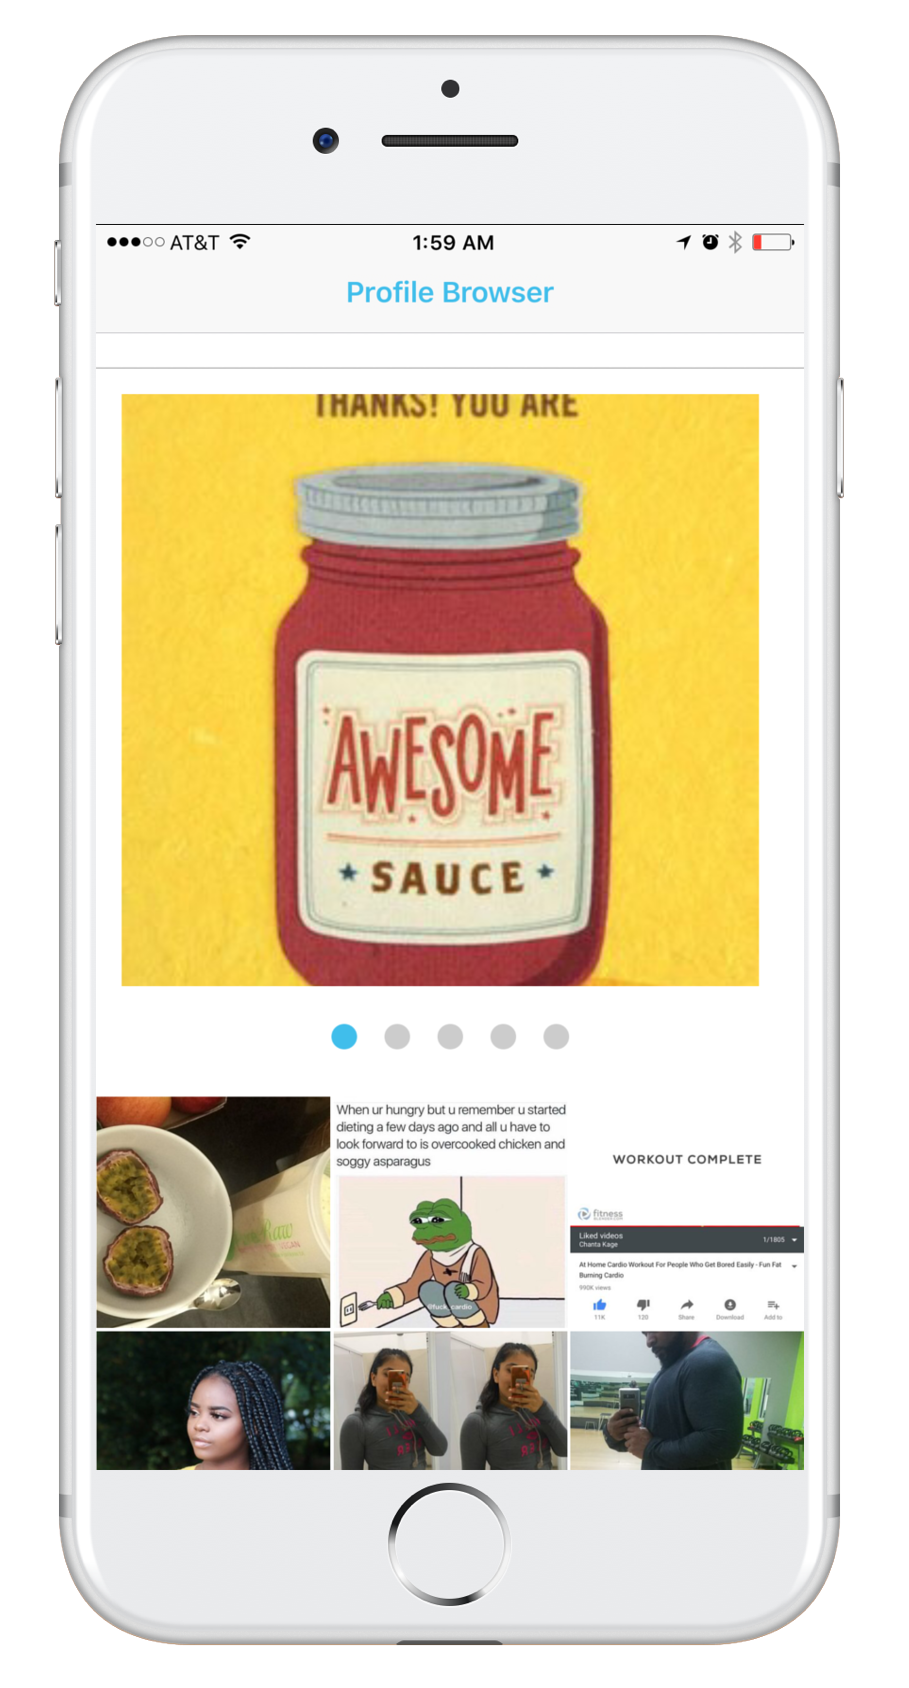 AT&T
1:59 AM
Profile Browser
THANKS! YOU ARE
AWESOME
SAUCE
When ur hungry but u remember u started
dieting a few days ago and all u have to
look forward to is overcooked chicken and
soggy asparagus
@fuck_cardio
WORKOUT COMPLETE
fitness
Liked videos
Chanta Kage
1/1805
At Home Cardio Workout For People Who Get Bored Easily - Fun Fat
Burning Cardio
990K views
11K 120 Share Download Add to